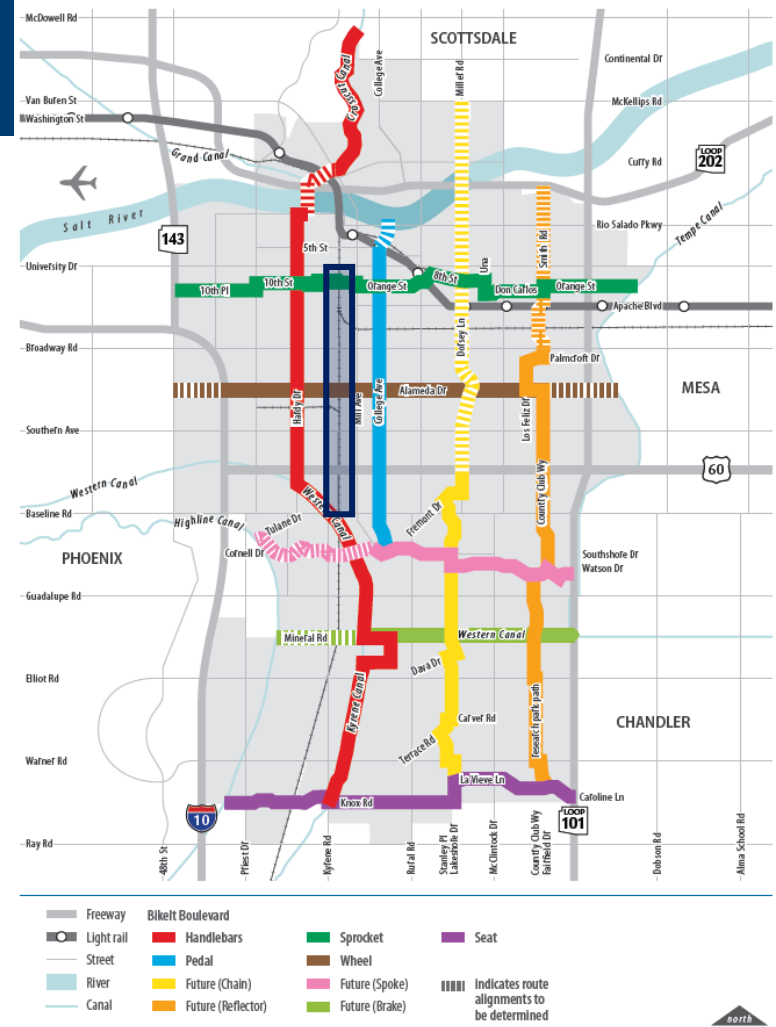 McDowell Rd
SCOTTSDALE
College Ave
Crosscut Canal
Miller Rd
Continental Dr
Van Buren St
McKellips Rd
Washington St
Grand Canal
Curry Rd
LOOP
202
Salt River
143
Tempe Canal
Rio Salado Pkwy
5th St
Smith Rd
University Dr
Una
8th St
10th Pl
10th St
Orange St
Don Carlos
Orange St
Apache Blvd
Dorsey Ln
Broadway Rd
Palmcroft Dr
Alameda Dr
MESA
Hardy Dr
Mill Ave
College Ave
Los Feliz Dr
Southern Ave
60
Western Canal
Country Club Wy
Baseline Rd
Western Canal
Fremont Dr
Highline Canal
Tulane Dr
PHOENIX
Cornell Dr
Southshore Dr
Watson Dr
Guadalupe Rd
Mineral Rd
Western Canal
Dava Dr
Elliot Rd
Kyrene Canal
research park path
Carver Rd
CHANDLER
Terrace Rd
Warner Rd
La Vieve Ln
Knox Rd
Caroline Ln
10
LOOP
101
Ray Rd
48th St
Priest Dr
Kyrene Rd
Rural Rd
Stanley Pl
Lakeshore Dr
McClintock Dr
Country Club Wy
Fairfield Dr
Dobson Rd
Alma School Rd
Freeway
BikeIt Boulevard
Light rail
Handlebars
Sprocket
Seat
Street
Pedal
Wheel
River
Future (Chain)
Future (Spoke)
indicates route
alignments to
be determined
Canal
Future (Reflector)
Future (Brake)
north